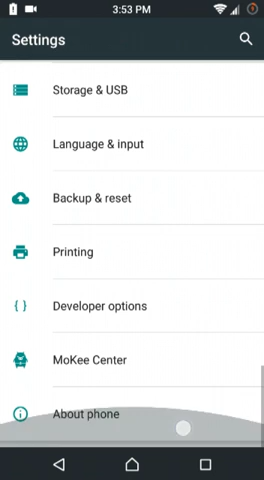 3:53 PM
Settings
Storage & USB
Language & input
Backup & reset
Printing
{ } Developer options
MoKee Center
About phone